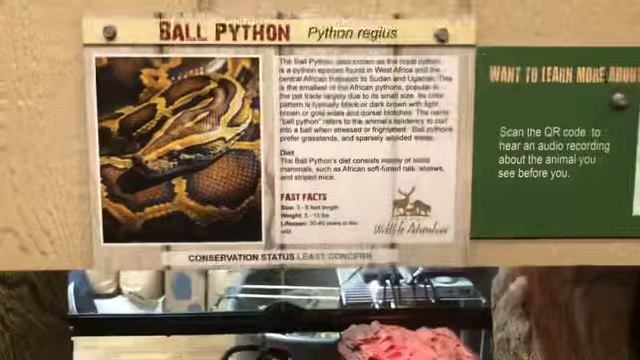 BALL PYTHON Python regius
The Ball Python, also known as the royal python,
is a python species found in West Africa and the
central African Republic to Sudan and Uganda. This
is the smallest of the African pythons, popular in
the pet trade largely due to its small size. Its color
pattern is typically black or dark brown with light
brown or gold sides and dorsal blotches. The name
"ball python" refers to the animal's tendency to curl
into a ball when stressed or frightened. Ball pythons
prefer grasslands, and sparsely wooded areas.
Diet
The Ball Python's diet consists mostly of small
mammals, such as African soft-furred rats, shrews,
and striped mice.
FAST FACTS
Size: 3 - 6 feet length
Weight: 5 - 15 lbs
Lifespan: in the
wild
Wildlife Adventure
CONSERVATION STATUS LEAST CONCERN
WANT TO LEARN MORE
Scan the QR code to
hear an audio recording
about the animal you
see before you.